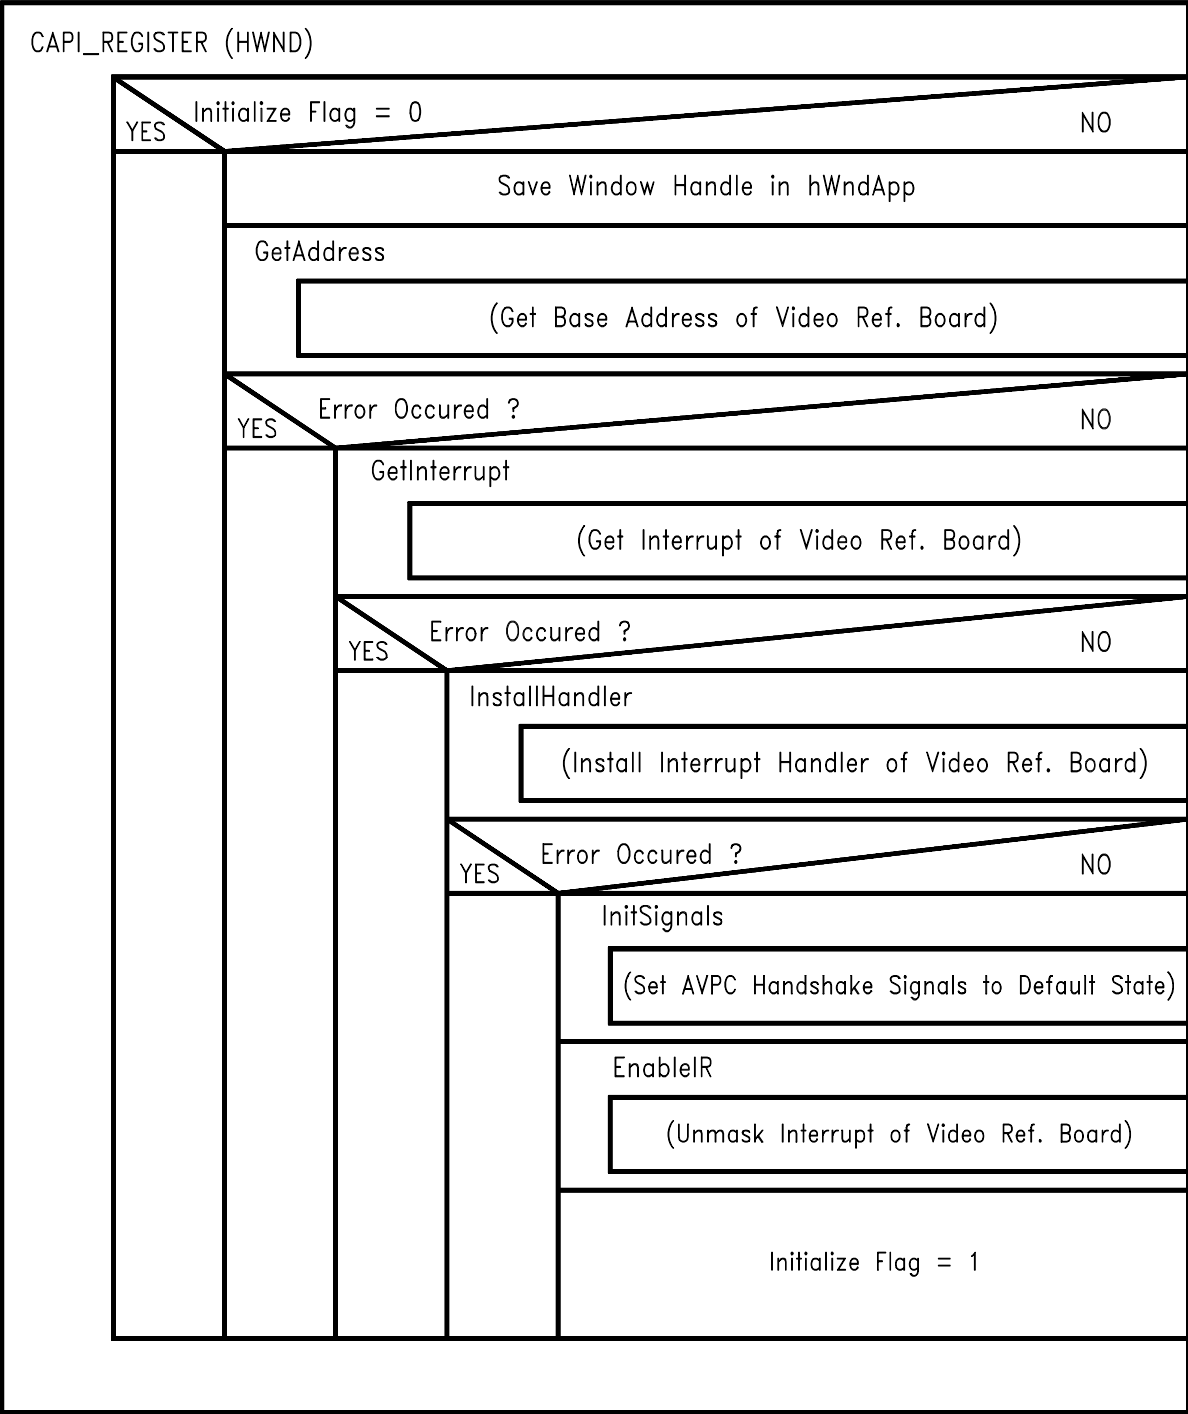 CAPI_REGISTER (HWND)
Initialize Flag = 0
YES
NO
Save Window Handle in hWndApp
GetAddress
(Get Base Address of Video Ref. Board)
Error Occured ?
YES
NO
GetInterrupt
(Get Interrupt of Video Ref. Board)
Error Occured ?
YES
NO
InstallHandler
(Install Interrupt Handler of Video Ref. Board)
Error Occured ?
YES
NO
InitSignals
(Set AVPC Handshake Signals to Default State)
EnableIR
(Unmask Interrupt of Video Ref. Board)
Initialize Flag = 1